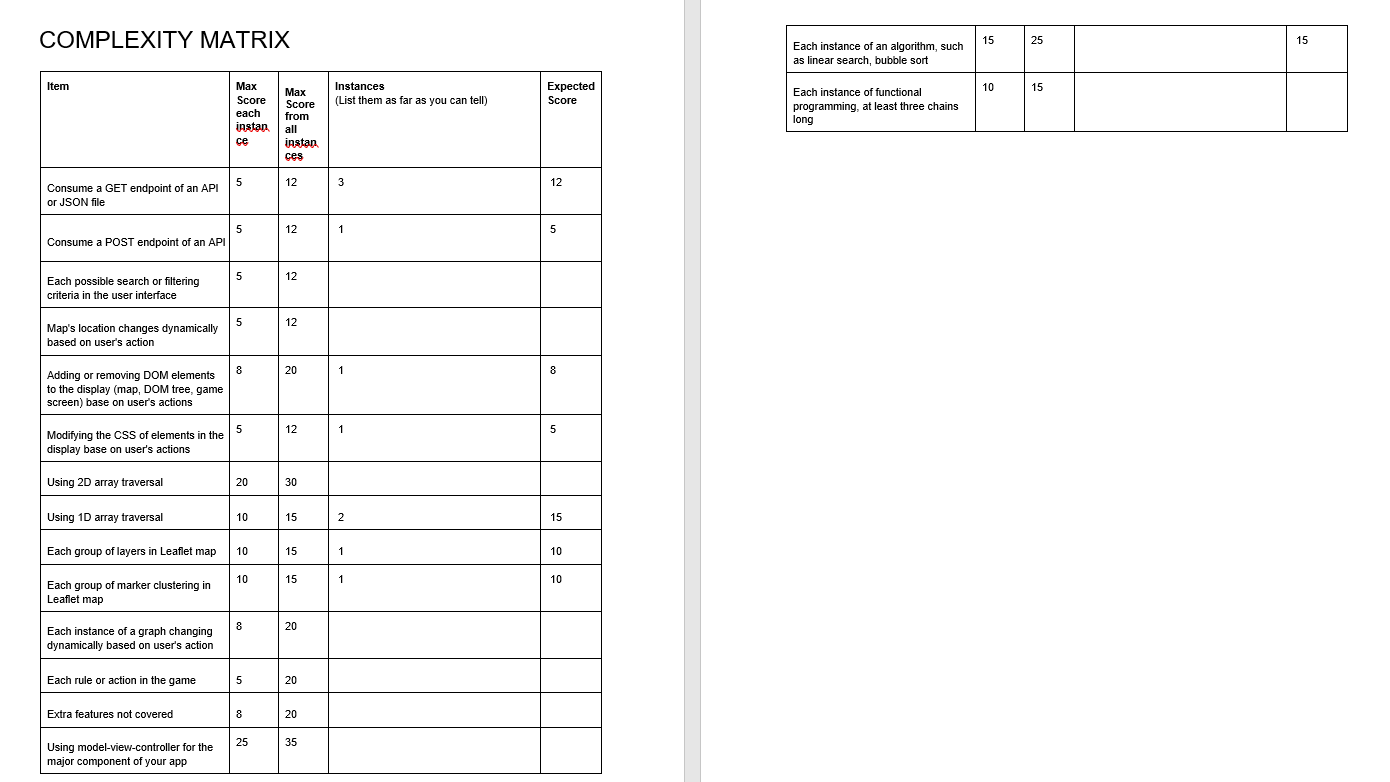 COMPLEXITY MATRIX
Item
Max
Score
each
instan
ce
Max
Score
from
all
instan
ces
Instances
(List them as far as you can tell)
Expected
Score
Consume a GET endpoint of an API
or JSON file
5
12
3
12
Consume a POST endpoint of an API
5
12
1
5
Each possible search or filtering
criteria in the user interface
5
12
Map's location changes dynamically
based on user's action
5
12
Adding or removing DOM elements
to the display (map, DOM tree, game
screen) base on user's actions
8
20
1
8
Modifying the CSS of elements in the
display base on user's actions
5
12
1
5
Using 2D array traversal
20
30
Using 1D array traversal
10
15
2
15
Each group of layers in Leaflet map
10
15
1
10
Each group of marker clustering in
Leaflet map
10
15
1
10
Each instance of a graph changing
dynamically based on user's action
8
20
Each rule or action in the game
5
20
Extra features not covered
8
20
Using model-view-controller for the
major component of your app
25
35
Each instance of an algorithm, such
as linear search, bubble sort
15
25
15
Each instance of functional
programming, at least three chains
long
10
15